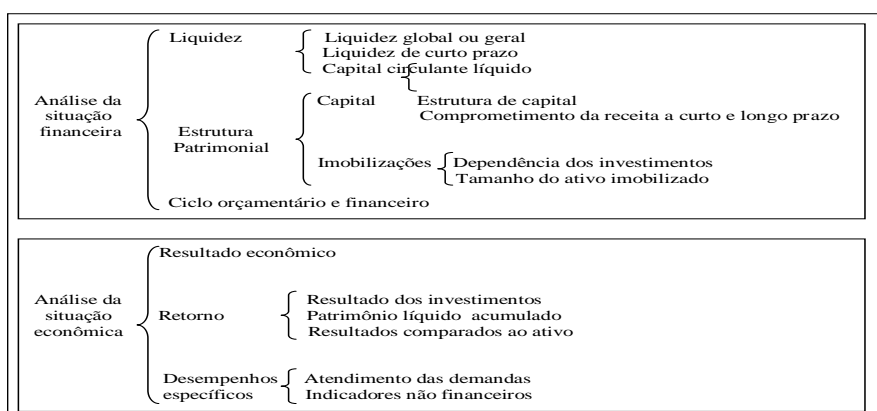 Análise da
situação
financeira
Liquidez
Liquidez global ou geral
Liquidez de curto prazo
Capital circulante líquido
Estrutura
Patrimonial
Capital
Estrutura de capital
Comprometimento da receita a curto e longo prazo
Imobilizações
Dependência dos investimentos
Tamanho do ativo imobilizado
Ciclo orçamentário e financeiro
Análise da
situação
econômica
Resultado econômico
Retorno
Resultado dos investimentos
Patrimônio líquido acumulado
Resultados comparados ao ativo
Desempenhos
específicos
Atendimento das demandas
Indicadores não financeiros